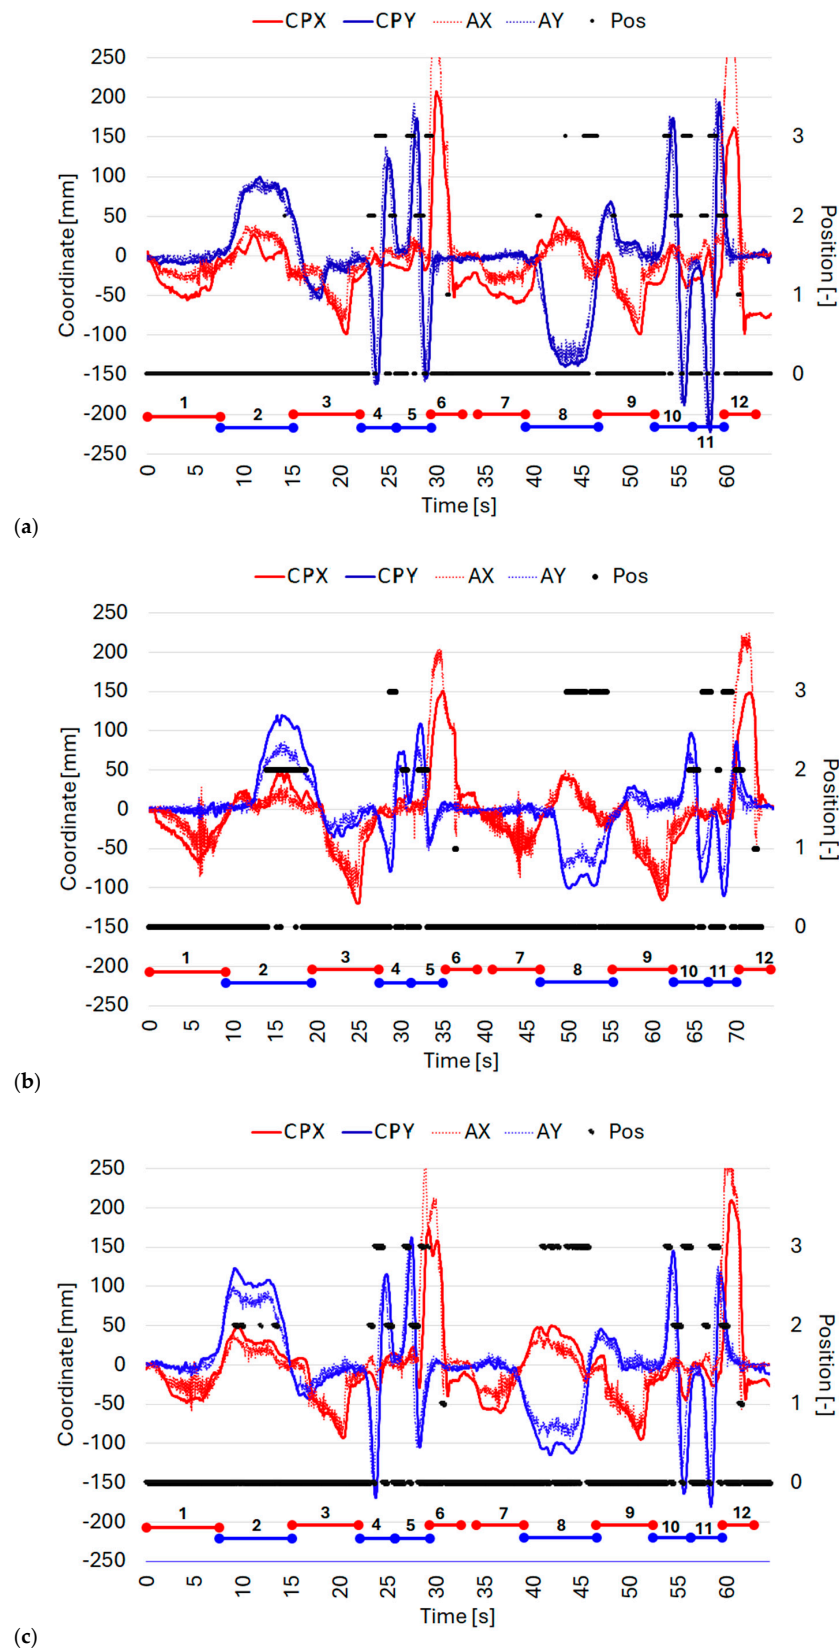 CPX CPY AX AY Pos
250
200
150 3
100
50 2
0
-50 1
-100
-150 0
-200
-250
Coordinate [mm]
Position [-]
1 2 3 4 5 6 7 8 9 10 11 12
0 5 10 15 20 25 30 35 40 45 50 55 60
Time [s]
(a)
CPX CPY AX AY Pos
250
200
150 3
100
50 2
0
-50 1
-100
-150 0
-200
-250
Coordinate [mm]
Position [-]
1 2 3 4 5 6 7 8 9 10 11 12
0 5 10 15 20 25 30 35 40 45 50 55 60 65 70
Time [s]
(b)
CPX CPY AX AY Pos
250
200
150 3
100
50 2
0
-50 1
-100
-150 0
-200
-250
Coordinate [mm]
Position [-]
1 2 3 4 5 6 7 8 9 10 11 12
0 5 10 15 20 25 30 35 40 45 50 55 60
Time [s]
(c)